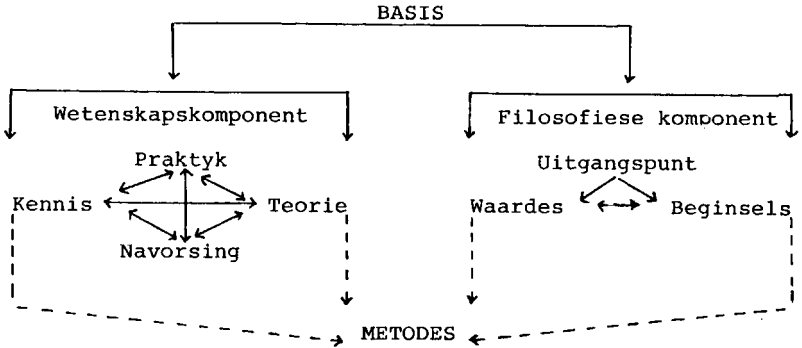 BASIS
Wetenskapskomponent
Filosofiese komponent
Praktyk
Uitgangspunt
Kennis Teorie
Waardes Beginsels
Navorsing
METODES